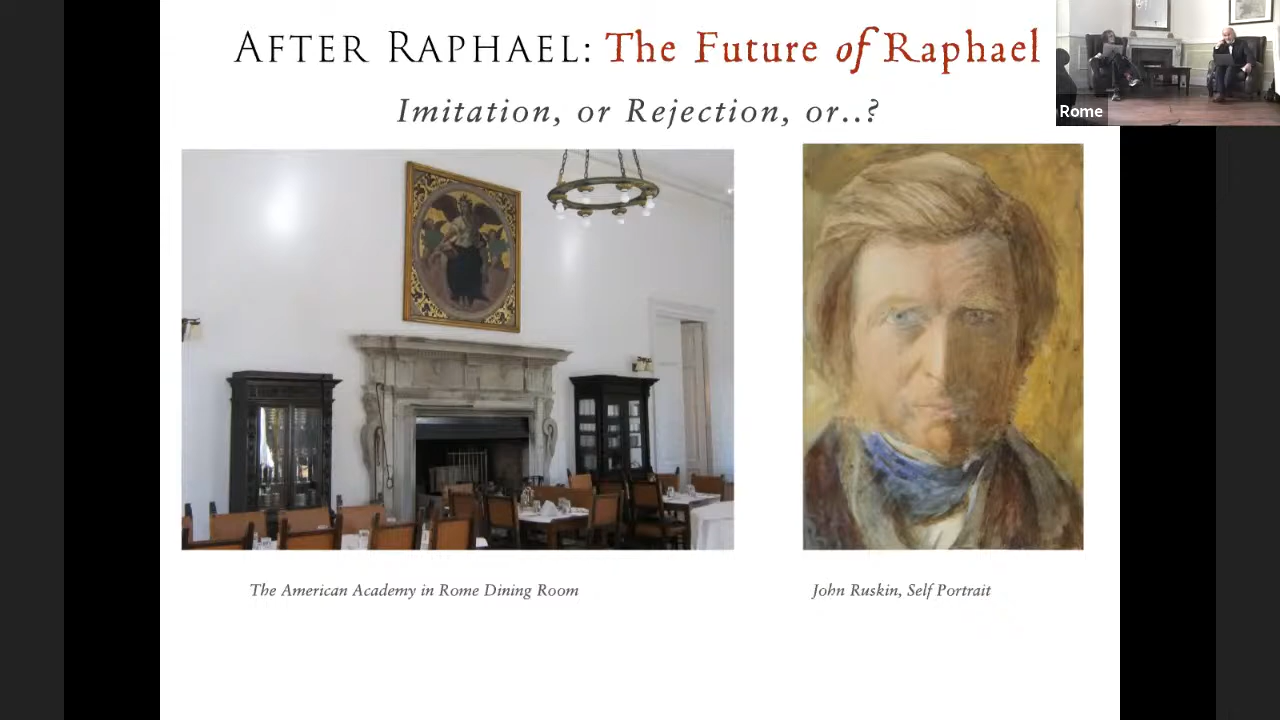 AFTER RAPHAEL: The Future of Raphael
Imitation, or Rejection, or..?
Rome
The American Academy in Rome Dining Room
John Ruskin, Self Portrait